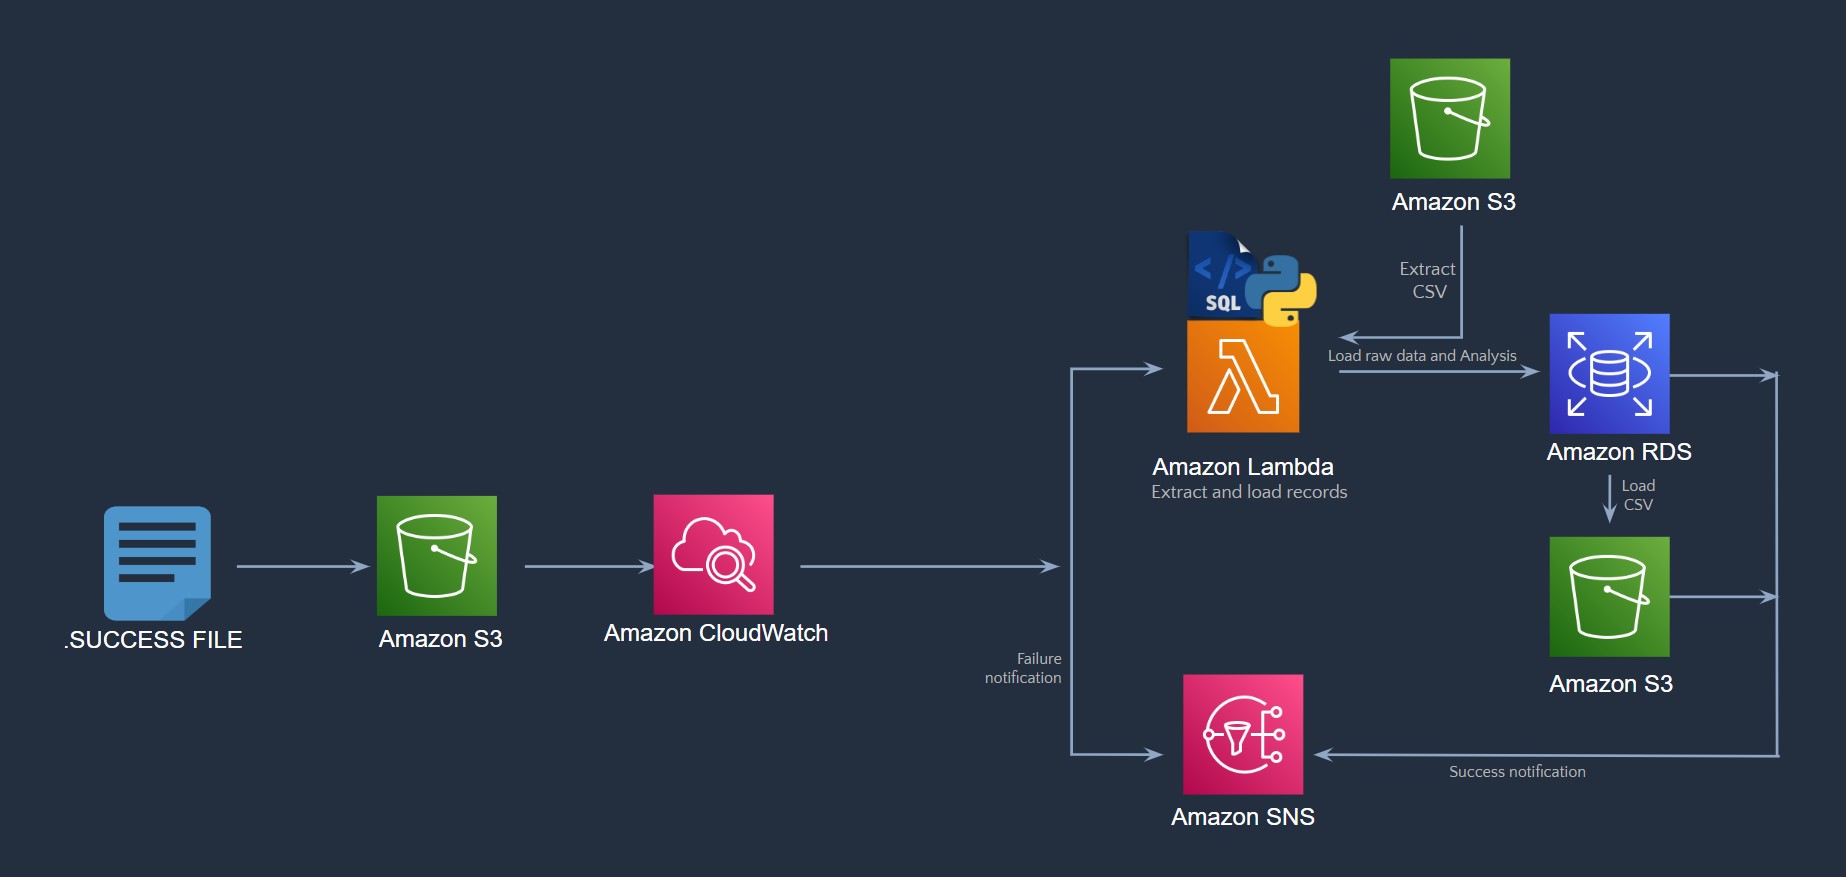 Amazon S3
Extract
CSV
</>
SQL
Load raw data and Analysis
Amazon RDS
Amazon Lambda
Extract and load records
Load
CSV
.SUCCESS FILE
Amazon S3
Amazon CloudWatch
Failure
notification
Amazon S3
Success notification
Amazon SNS